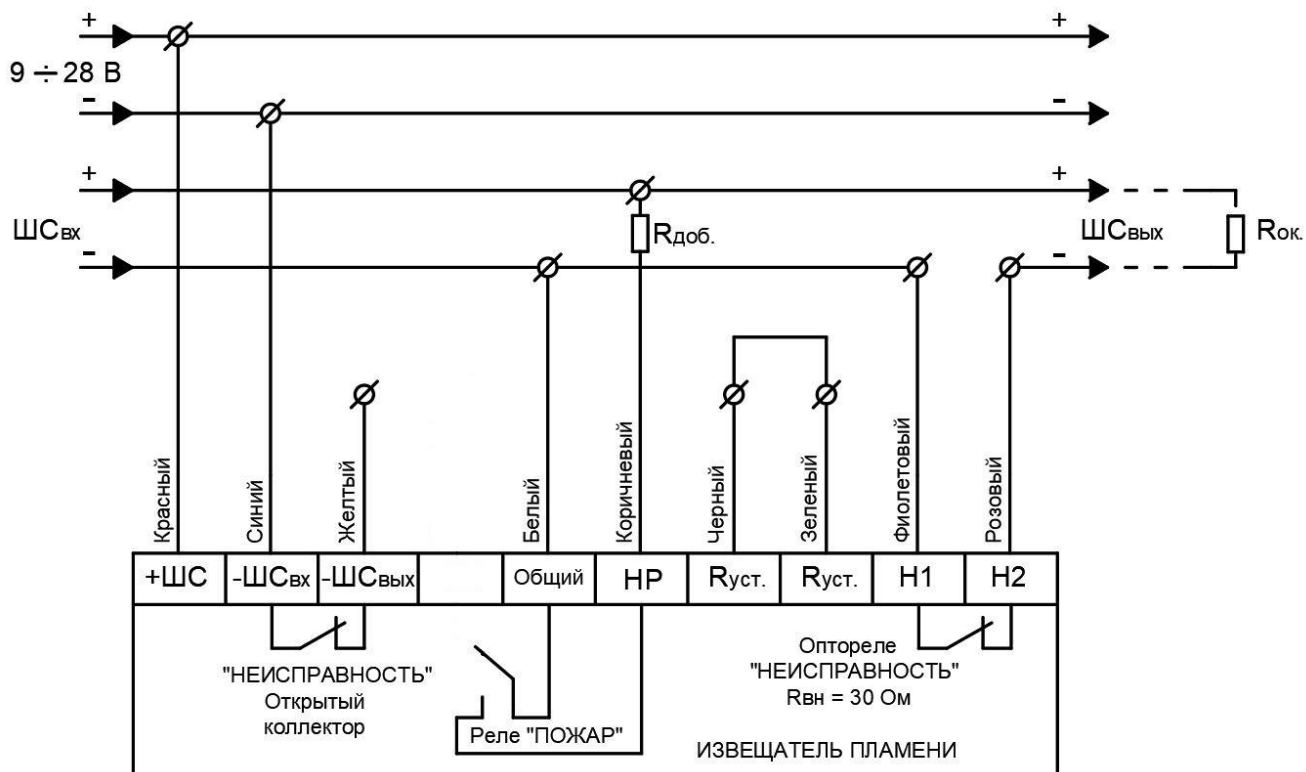 + +
9 ÷ 28 В
- -
+ +
Rдоб.
ШСвх ШСвых Rок.
- -
Красный
Синий
Желтый
Белый
Коричневый
Черный
Зеленый
Фиолетовый
Розовый
+ШС -ШСвх -ШСвых Общий НР Rуст. Rуст. Н1 Н2
"НЕИСПРАВНОСТЬ"
Открытый
коллектор
Реле "ПОЖАР"
Оптореле
"НЕИСПРАВНОСТЬ"
Rвн = 30 Ом
ИЗВЕЩАТЕЛЬ ПЛАМЕНИ